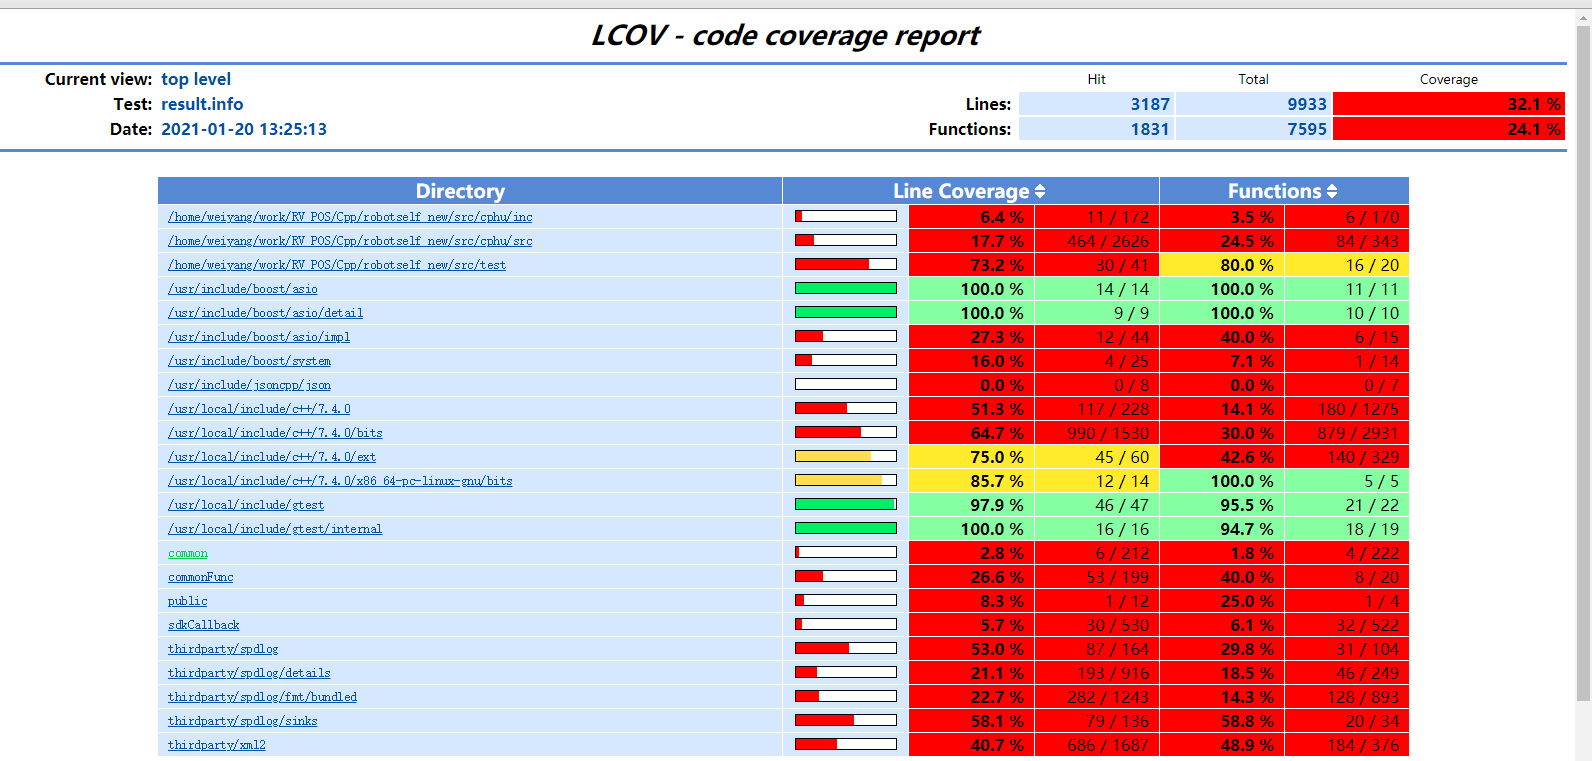 LCOV - code coverage report
Current view: top level Hit Total Coverage
Test: result.info Lines: 3187 9933 32.1 %
Date: 2021-01-20 13:25:13 Functions: 1831 7595 24.1 %
Directory Line Coverage Functions
/home/weiyang/work/RV_POS/Cpp/robotself_new/src/cphu/inc 6.4 % 11 / 172 3.5 % 6 / 170
/home/weiyang/work/RV_POS/Cpp/robotself_new/src/cphu/src 17.7 % 464 / 2626 24.5 % 84 / 343
/home/weiyang/work/RV_POS/Cpp/robotself_new/src/test 73.2 % 30 / 41 80.0 % 16 / 20
/usr/include/boost/asio 100.0 % 14 / 14 100.0 % 11 / 11
/usr/include/boost/asio/detail 100.0 % 9 / 9 100.0 % 10 / 10
/usr/include/boost/asio/impl 27.3 % 12 / 44 40.0 % 6 / 15
/usr/include/boost/system 16.0 % 4 / 25 7.1 % 1 / 14
/usr/include/jsoncpp/json 0.0 % 0 / 8 0.0 % 0 / 7
/usr/local/include/c++/7.4.0 51.3 % 117 / 228 14.1 % 180 / 1275
/usr/local/include/c++/7.4.0/bits 64.7 % 990 / 1530 30.0 % 879 / 2931
/usr/local/include/c++/7.4.0/ext 75.0 % 45 / 60 42.6 % 140 / 329
/usr/local/include/c++/7.4.0/x86_64-pc-linux-gnu/bits 85.7 % 12 / 14 100.0 % 5 / 5
/usr/local/include/gtest 97.9 % 46 / 47 95.5 % 21 / 22
/usr/local/include/gtest/internal 100.0 % 16 / 16 94.7 % 18 / 19
common 2.8 % 6 / 212 1.8 % 4 / 222
commonFunc 26.6 % 53 / 199 40.0 % 8 / 20
public 8.3 % 1 / 12 25.0 % 1 / 4
sdkCallback 5.7 % 30 / 530 6.1 % 32 / 522
thirdparty/spdlog 53.0 % 87 / 164 29.8 % 31 / 104
thirdparty/spdlog/details 21.1 % 193 / 916 18.5 % 46 / 249
thirdparty/spdlog/fmt/bundled 22.7 % 282 / 1243 14.3 % 128 / 893
thirdparty/spdlog/sinks 58.1 % 79 / 136 58.8 % 20 / 34
thirdparty/xml2 40.7 % 686 / 1687 48.9 % 184 / 376